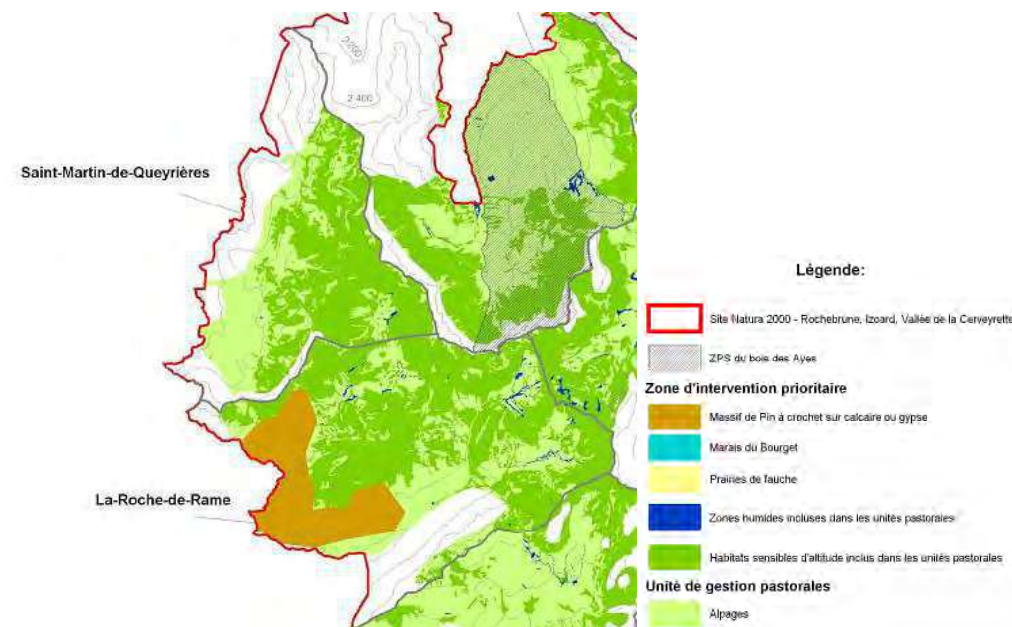 2 200
2 400
Saint-Martin-de-Queyrières
La-Roche-de-Rame
Légende:
Site Natura 2000 - Rochebrune, Izoard, Vallée de la Cerveyrette
ZPS du bois des Ayes
Zone d'intervention prioritaire
Massif de Pin à crochet sur calcaire ou gypse
Marais du Bourget
Prairies de fauche
Zones humides incluses dans les unités pastorales
Habitats sensibles d'altitude inclus dans les unités pastorales
Unité de gestion pastorales
Alpages